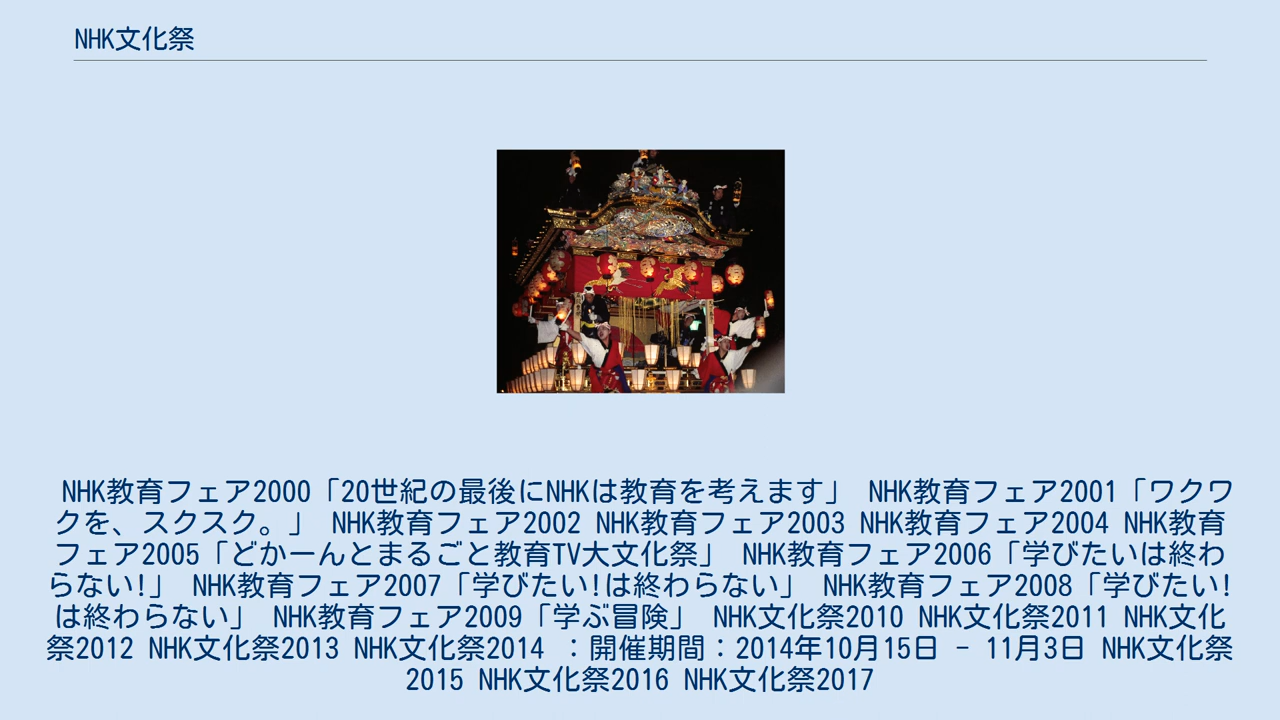 NHK文化祭
NHK教育フェア2000「20世紀の最後にNHKは教育を考えます」 NHK教育フェア2001「ワクワ
クを、スクスク。」 NHK教育フェア2002 NHK教育フェア2003 NHK教育フェア2004 NHK教育
フェア2005「どかーんとまるごと教育TV大文化祭」 NHK教育フェア2006「学びたいは終わ
らない!」 NHK教育フェア2007「学びたい!は終わらない」 NHK教育フェア2008「学びたい!
は終わらない」 NHK教育フェア2009「学ぶ冒険」 NHK文化祭2010 NHK文化祭2011 NHK文化
祭2012 NHK文化祭2013 NHK文化祭2014 ：開催期間：2014年10月15日 - 11月3日 NHK文化祭
2015 NHK文化祭2016 NHK文化祭2017